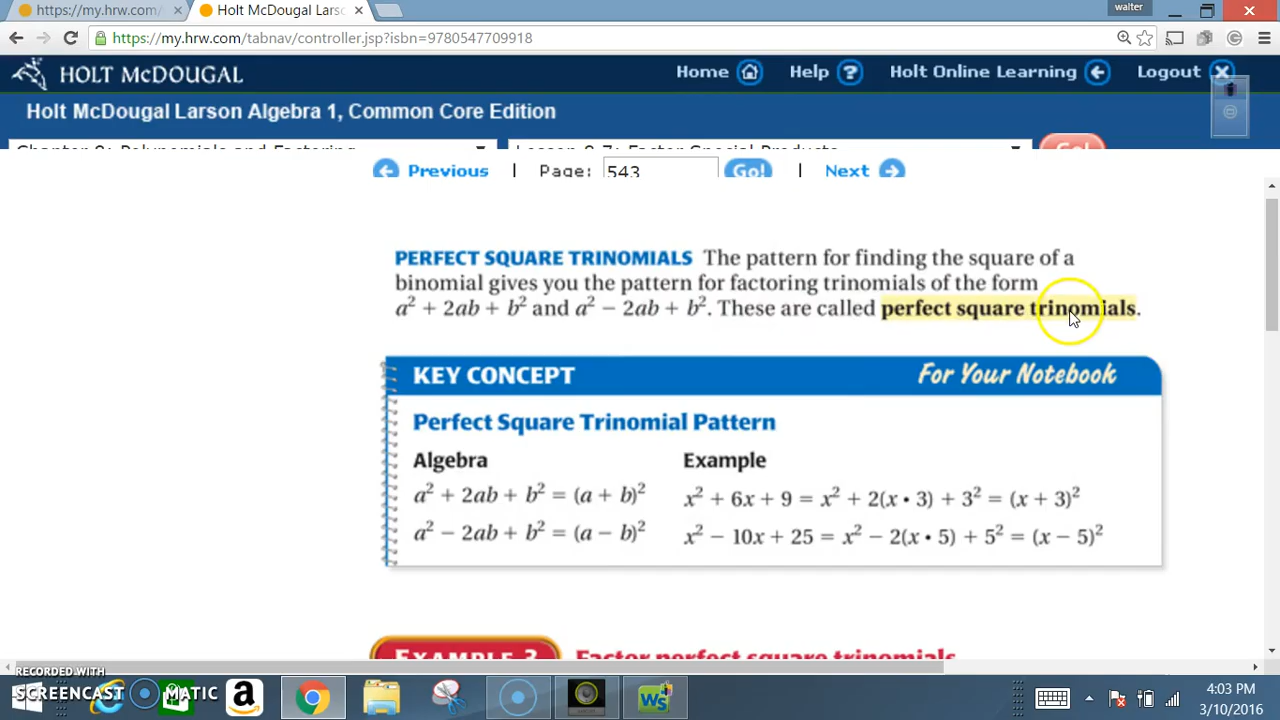 https://my.hrw.com/ × Holt McDougal Lars × walter
https://my.hrw.com/tabnav/controller.jsp?isbn=9780547709918
HOLT MCDOUGAL Home Help ? Holt Online Learning Logout X
Holt McDougal Larson Algebra 1, Common Core Edition
Previous | Page: 543 Go! | Next
PERFECT SQUARE TRINOMIALS The pattern for finding the square of a
binomial gives you the pattern for factoring trinomials of the form
a² + 2ab + b² and a² − 2ab + b². These are called perfect square trinomials.
KEY CONCEPT For Your Notebook
Perfect Square Trinomial Pattern
Algebra Example
a² + 2ab + b² = (a + b)² x² + 6x + 9 = x² + 2(x • 3) + 3² = (x + 3)²
a² − 2ab + b² = (a − b)² x² − 10x + 25 = x² − 2(x • 5) + 5² = (x − 5)²
EXAMPLE 3 Factor perfect square trinomials
RECORDED WITH
SCREENCAST MATIC
4:03 PM
3/10/2016